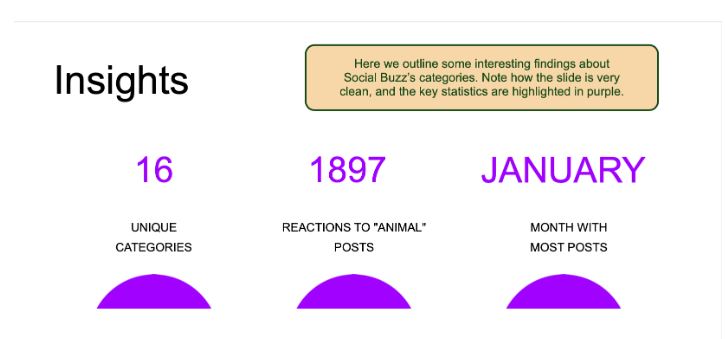 Insights
Here we outline some interesting findings about
Social Buzz's categories. Note how the slide is very
clean, and the key statistics are highlighted in purple.
16
1897
JANUARY
UNIQUE
CATEGORIES
REACTIONS TO "ANIMAL"
POSTS
MONTH WITH
MOST POSTS